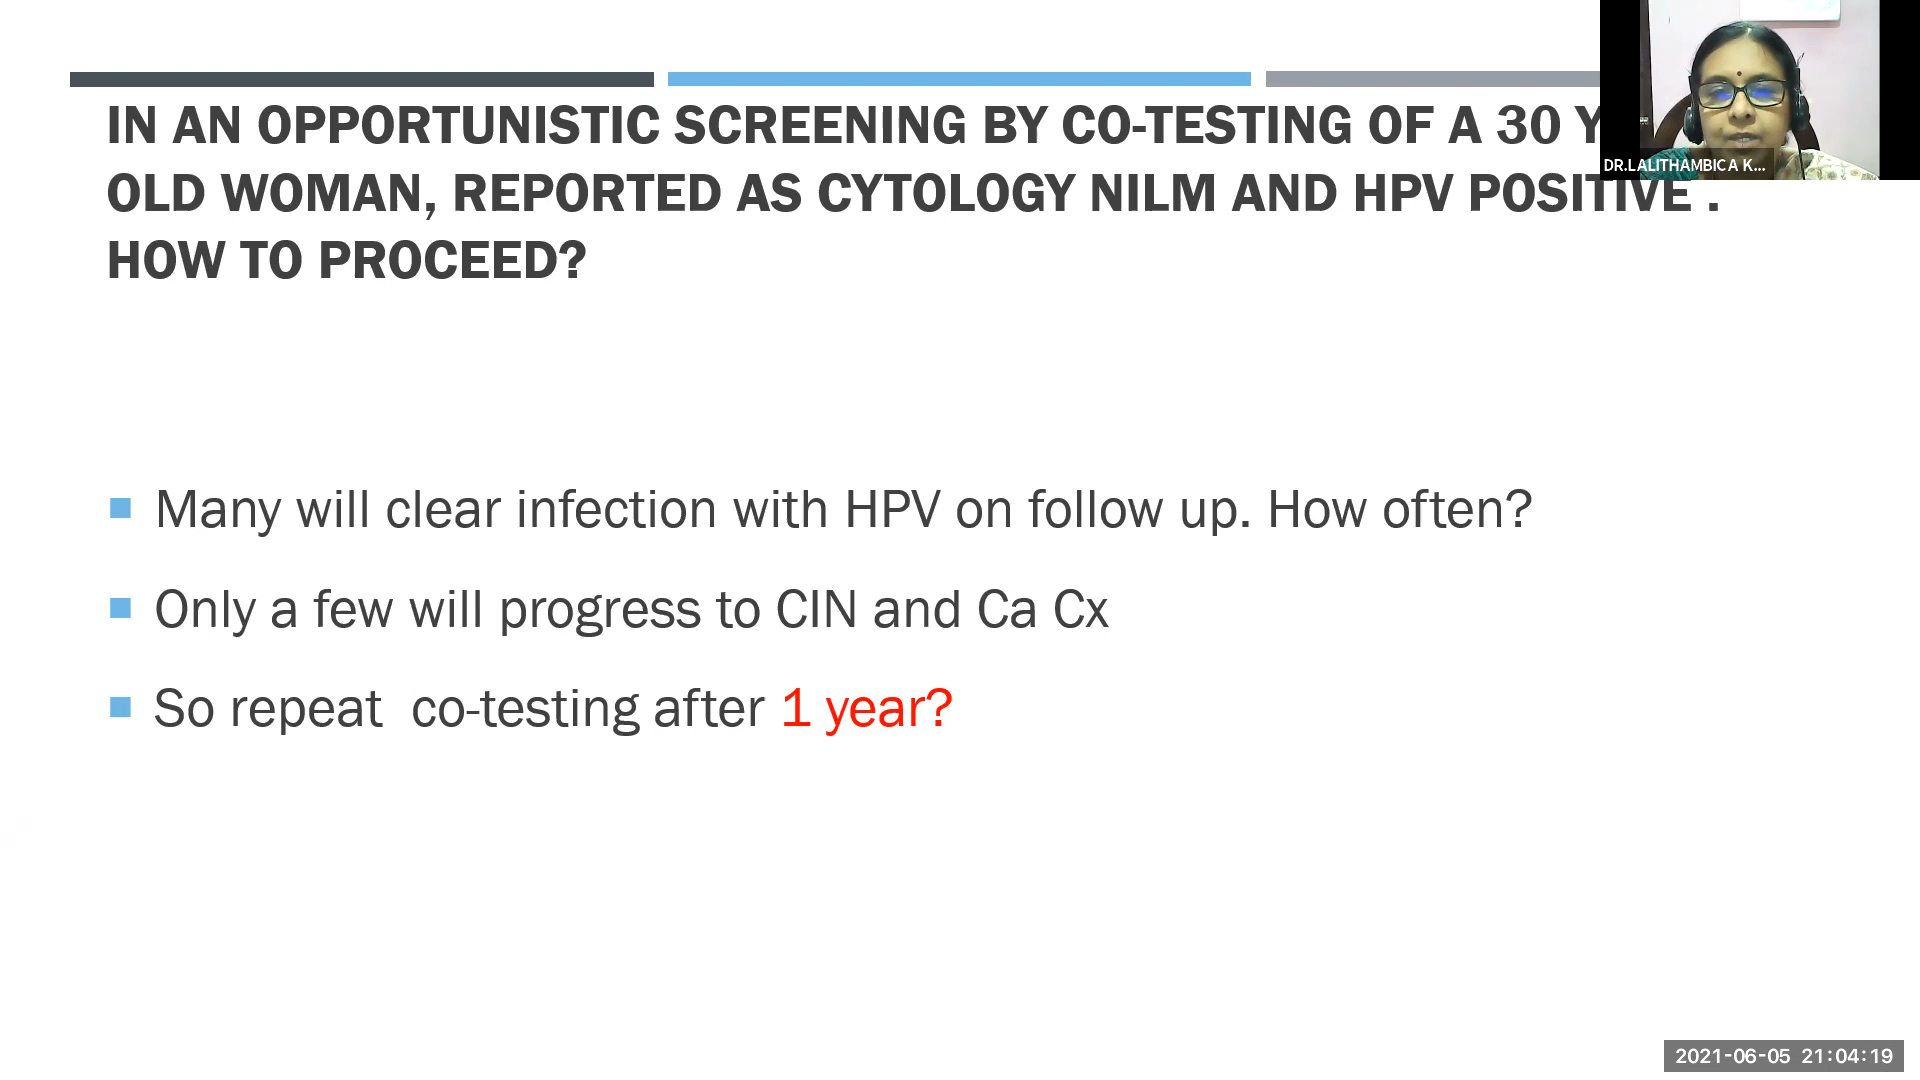 IN AN OPPORTUNISTIC SCREENING BY CO-TESTING OF A 30
OLD WOMAN, REPORTED AS CYTOLOGY NILM AND HPV POSITIVE .
HOW TO PROCEED?
DR.LALITHAMBICA K...
Many will clear infection with HPV on follow up. How often?
Only a few will progress to CIN and Ca Cx
So repeat co-testing after 1 year?
2021-06-05 21:04:19